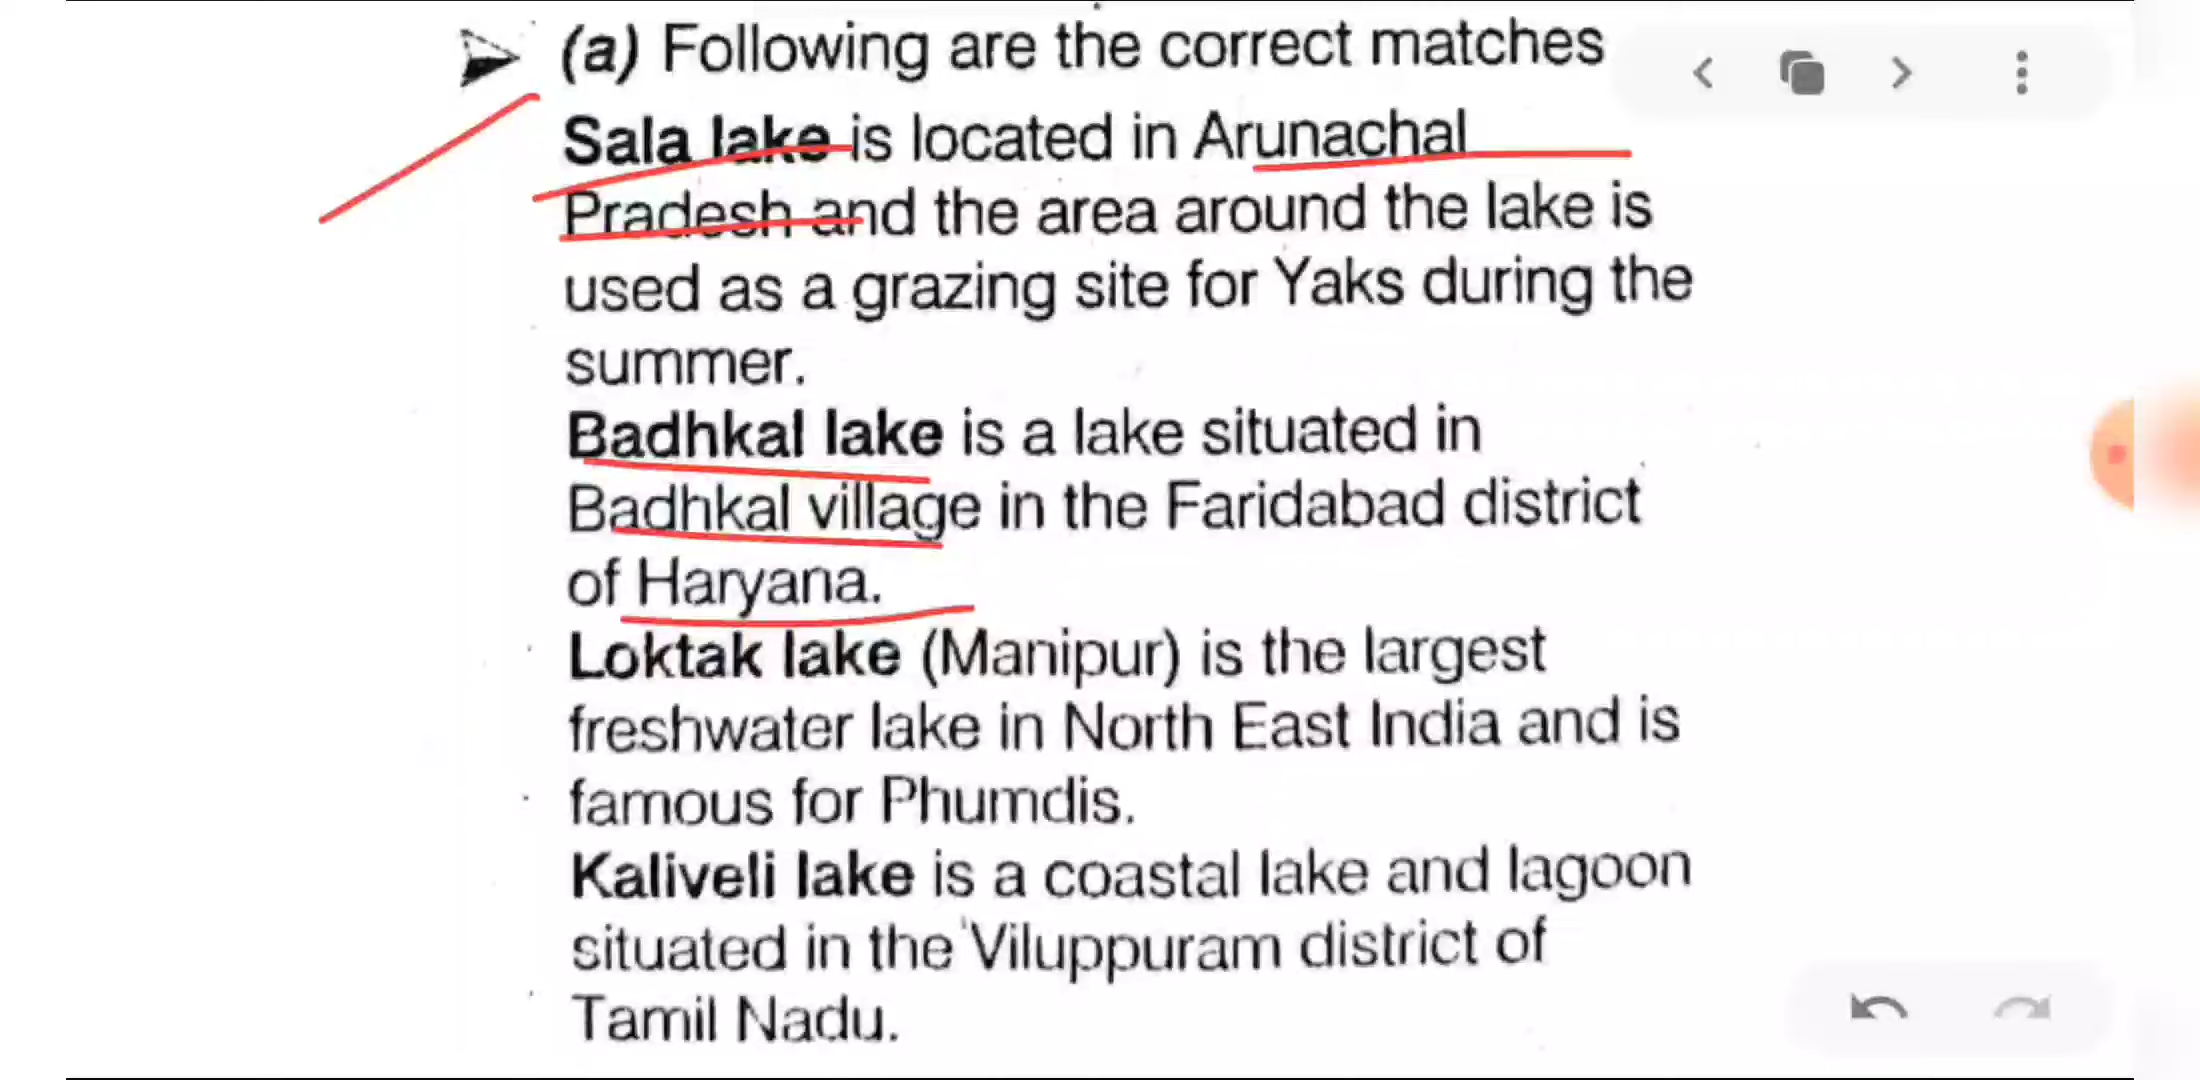 (a) Following are the correct matches
Sala lake is located in Arunachal
Pradesh and the area around the lake is
used as a grazing site for Yaks during the
summer.
Badhkal lake is a lake situated in
Badhkal village in the Faridabad district
of Haryana.
Loktak lake (Manipur) is the largest
freshwater lake in North East India and is
famous for Phumdis.
Kaliveli lake is a coastal lake and lagoon
situated in the Viluppuram district of
Tamil Nadu.